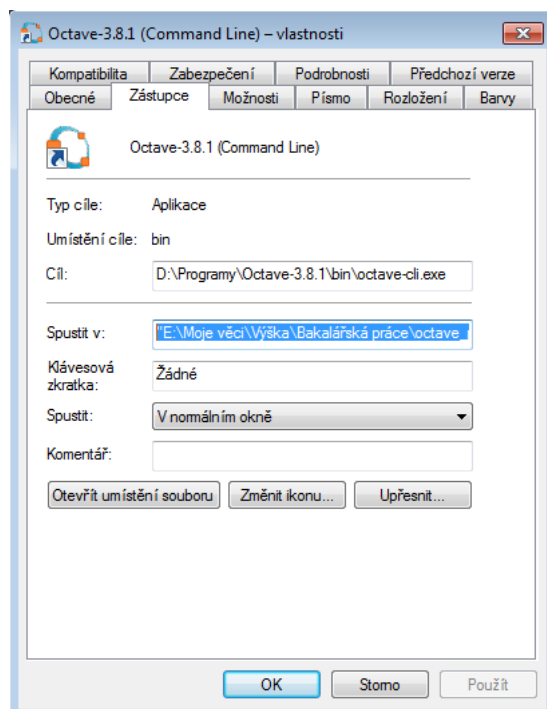 Octave-3.8.1 (Command Line) – vlastnosti
Kompatibilita Zabezpečení Podrobnosti Předchozí verze
Obecné Zástupce Možnosti Písmo Rozložení Barvy
Octave-3.8.1 (Command Line)
Typ cíle: Aplikace
Umístění cíle: bin
Cíl: D:\Programy\Octave-3.8.1\bin\octave-cli.exe
Spustit v: "E:\Moje věci\Výška\Bakalářská práce\octave_
Klávesová
zkratka: Žádné
Spustit: V normálním okně
Komentář:
Otevřít umístění souboru Změnit ikonu... Upřesnit...
OK Storno Použít